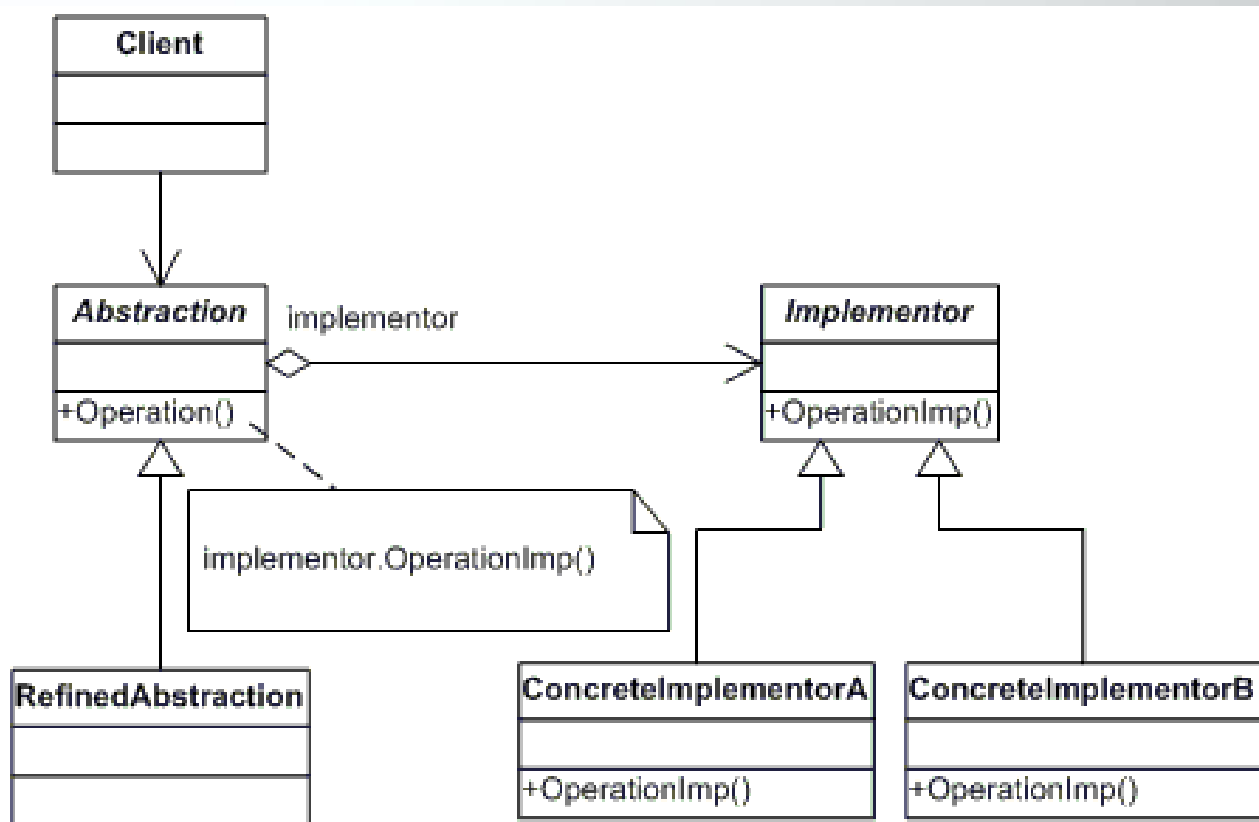 Client
Abstraction
implementor
Implementor
+Operation()
+OperationImp()
implementor.OperationImp()
RefinedAbstraction
ConcreteImplementorA
ConcreteImplementorB
+OperationImp()
+OperationImp()